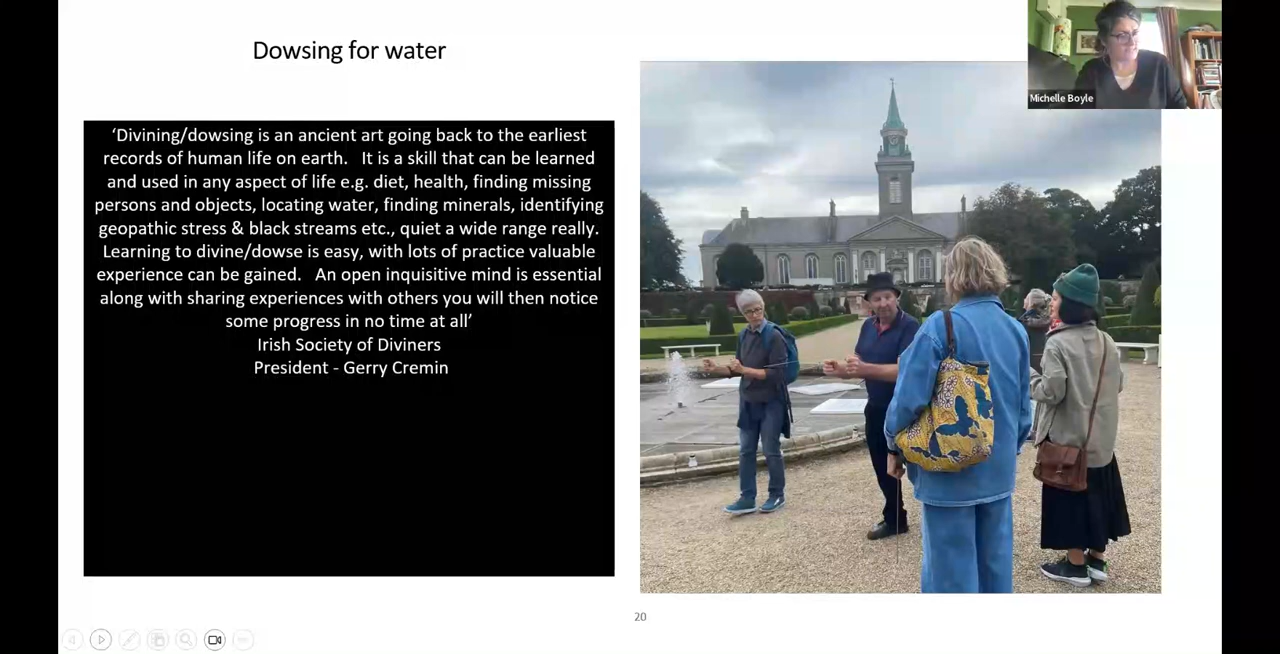 Dowsing for water
Michelle Boyle
‘Divining/dowsing is an ancient art going back to the earliest
records of human life on earth.   It is a skill that can be learned
and used in any aspect of life e.g. diet, health, finding missing
persons and objects, locating water, finding minerals, identifying
geopathic stress & black streams etc., quiet a wide range really.
Learning to divine/dowse is easy, with lots of practice valuable
experience can be gained.   An open inquisitive mind is essential
along with sharing experiences with others you will then notice
some progress in no time at all’
Irish Society of Diviners
President - Gerry Cremin
20